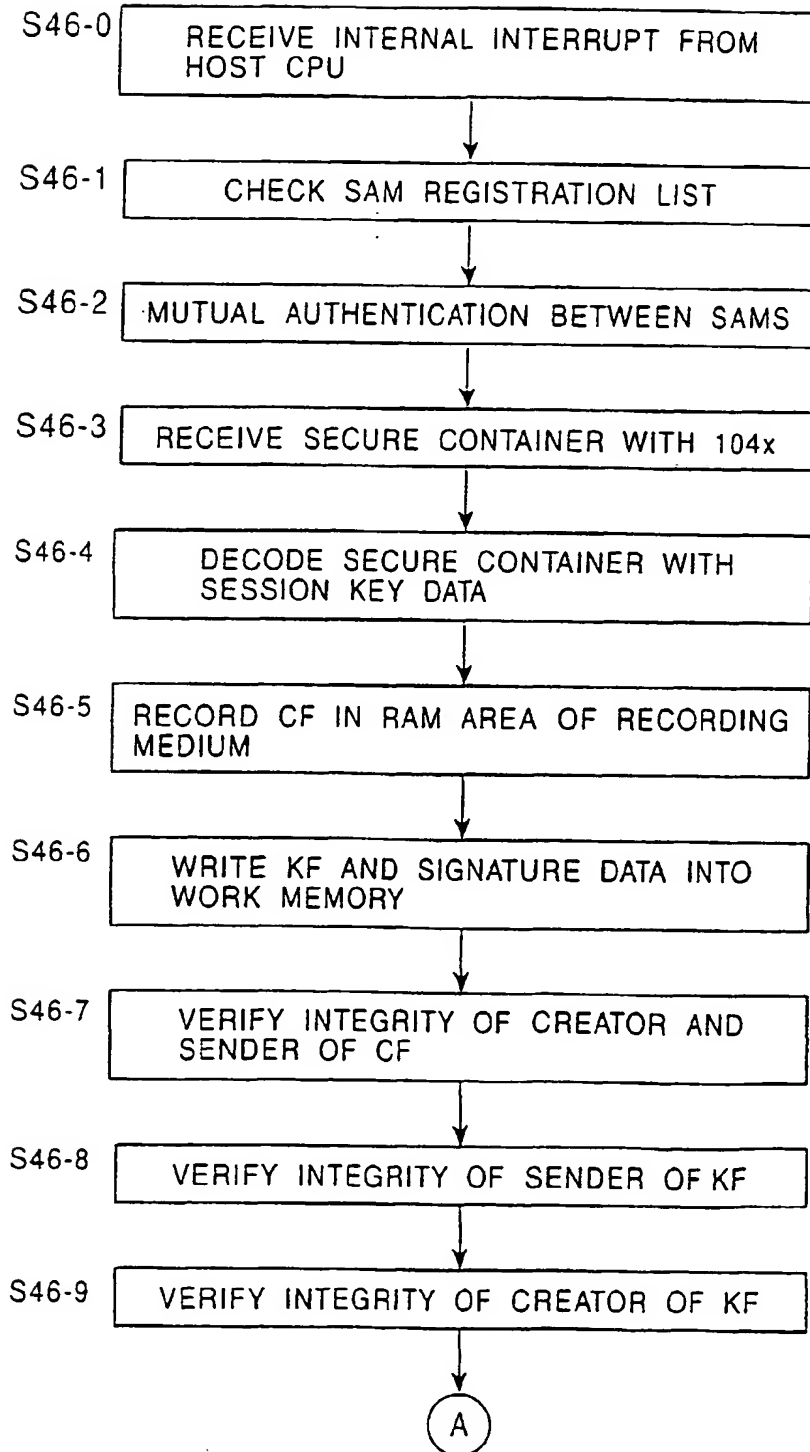 S46-0
RECEIVE INTERNAL INTERRUPT FROM
HOST CPU
S46-1
CHECK SAM REGISTRATION LIST
S46-2
MUTUAL AUTHENTICATION BETWEEN SAMS
S46-3
RECEIVE SECURE CONTAINER WITH 104x
S46-4
DECODE SECURE CONTAINER WITH
SESSION KEY DATA
S46-5
RECORD CF IN RAM AREA OF RECORDING
MEDIUM
S46-6
WRITE KF AND SIGNATURE DATA INTO
WORK MEMORY
S46-7
VERIFY INTEGRITY OF CREATOR AND
SENDER OF CF
S46-8
VERIFY INTEGRITY OF SENDER OF KF
S46-9
VERIFY INTEGRITY OF CREATOR OF KF
A